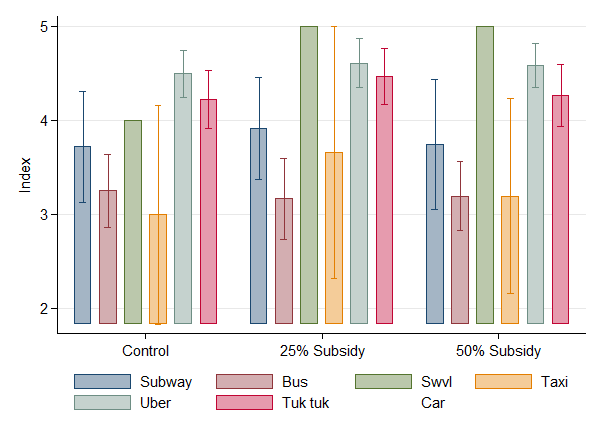 5
4
3
2
Index
Control 25% Subsidy 50% Subsidy
Subway Bus Swvl Taxi
Uber Tuk tuk Car